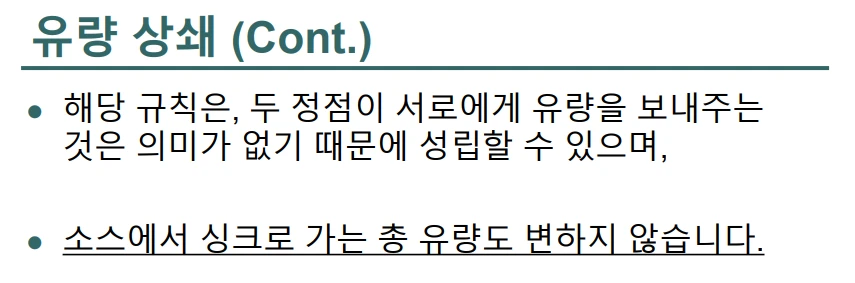 유량 상쇄 (Cont.)
● 해당 규칙은, 두 정점이 서로에게 유량을 보내주는
것은 의미가 없기 때문에 성립할 수 있으며,
● 소스에서 싱크로 가는 총 유량도 변하지 않습니다.